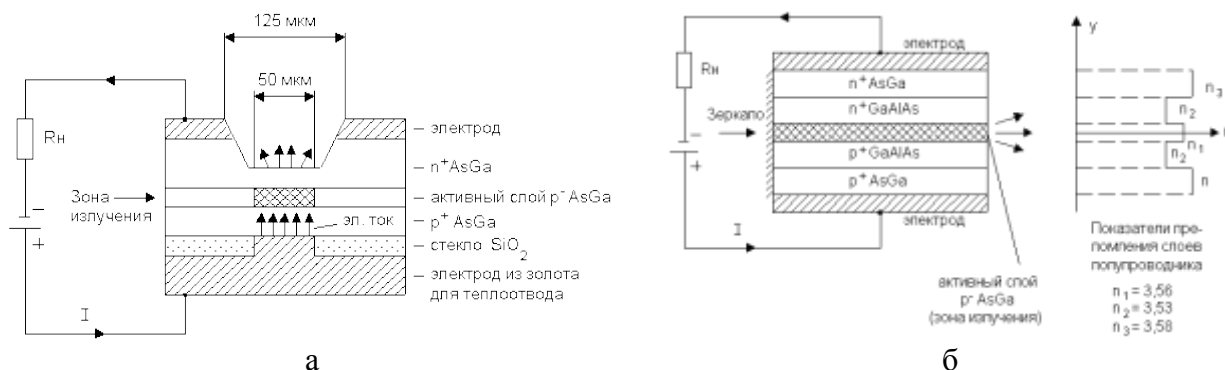 125 мкм
50 мкм
Rн
электрод
n⁺AsGa
Зона
излучения
активный слой p⁻AsGa
p⁺AsGa
эл. ток
стекло SiO₂
электрод из золота
для теплоотвода
−
+
I
а
Rн
Зеркало
−
+
I
электрод
n⁺AsGa
n⁺GaAlAs
p⁺GaAlAs
p⁺AsGa
электрод
активный слой
p⁻AsGa
(зона излучения)
y
n₃
n₂
n₁
n₂
n
Показатели пре-
ломления слоев
полупроводника
n₁ = 3,56
n₂ = 3,53
n₃ = 3,58
б